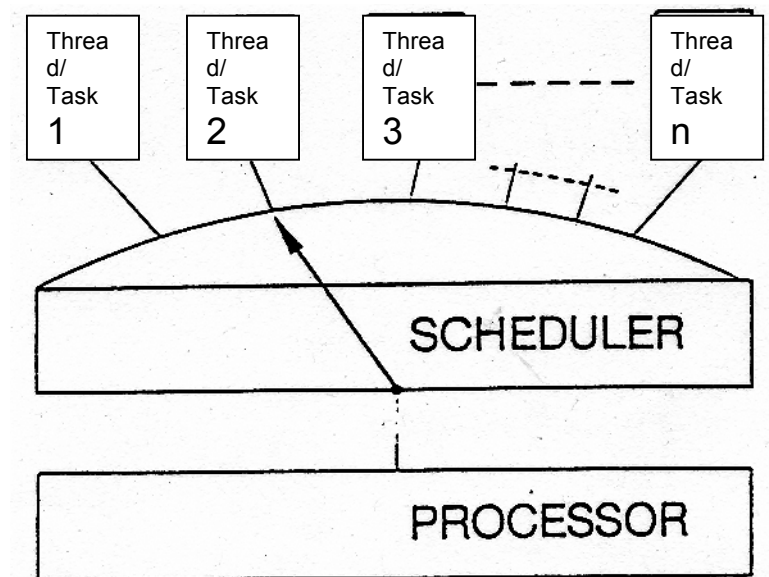 Threa
d/
Task
1
Threa
d/
Task
2
Threa
d/
Task
3
Threa
d/
Task
n
SCHEDULER
PROCESSOR